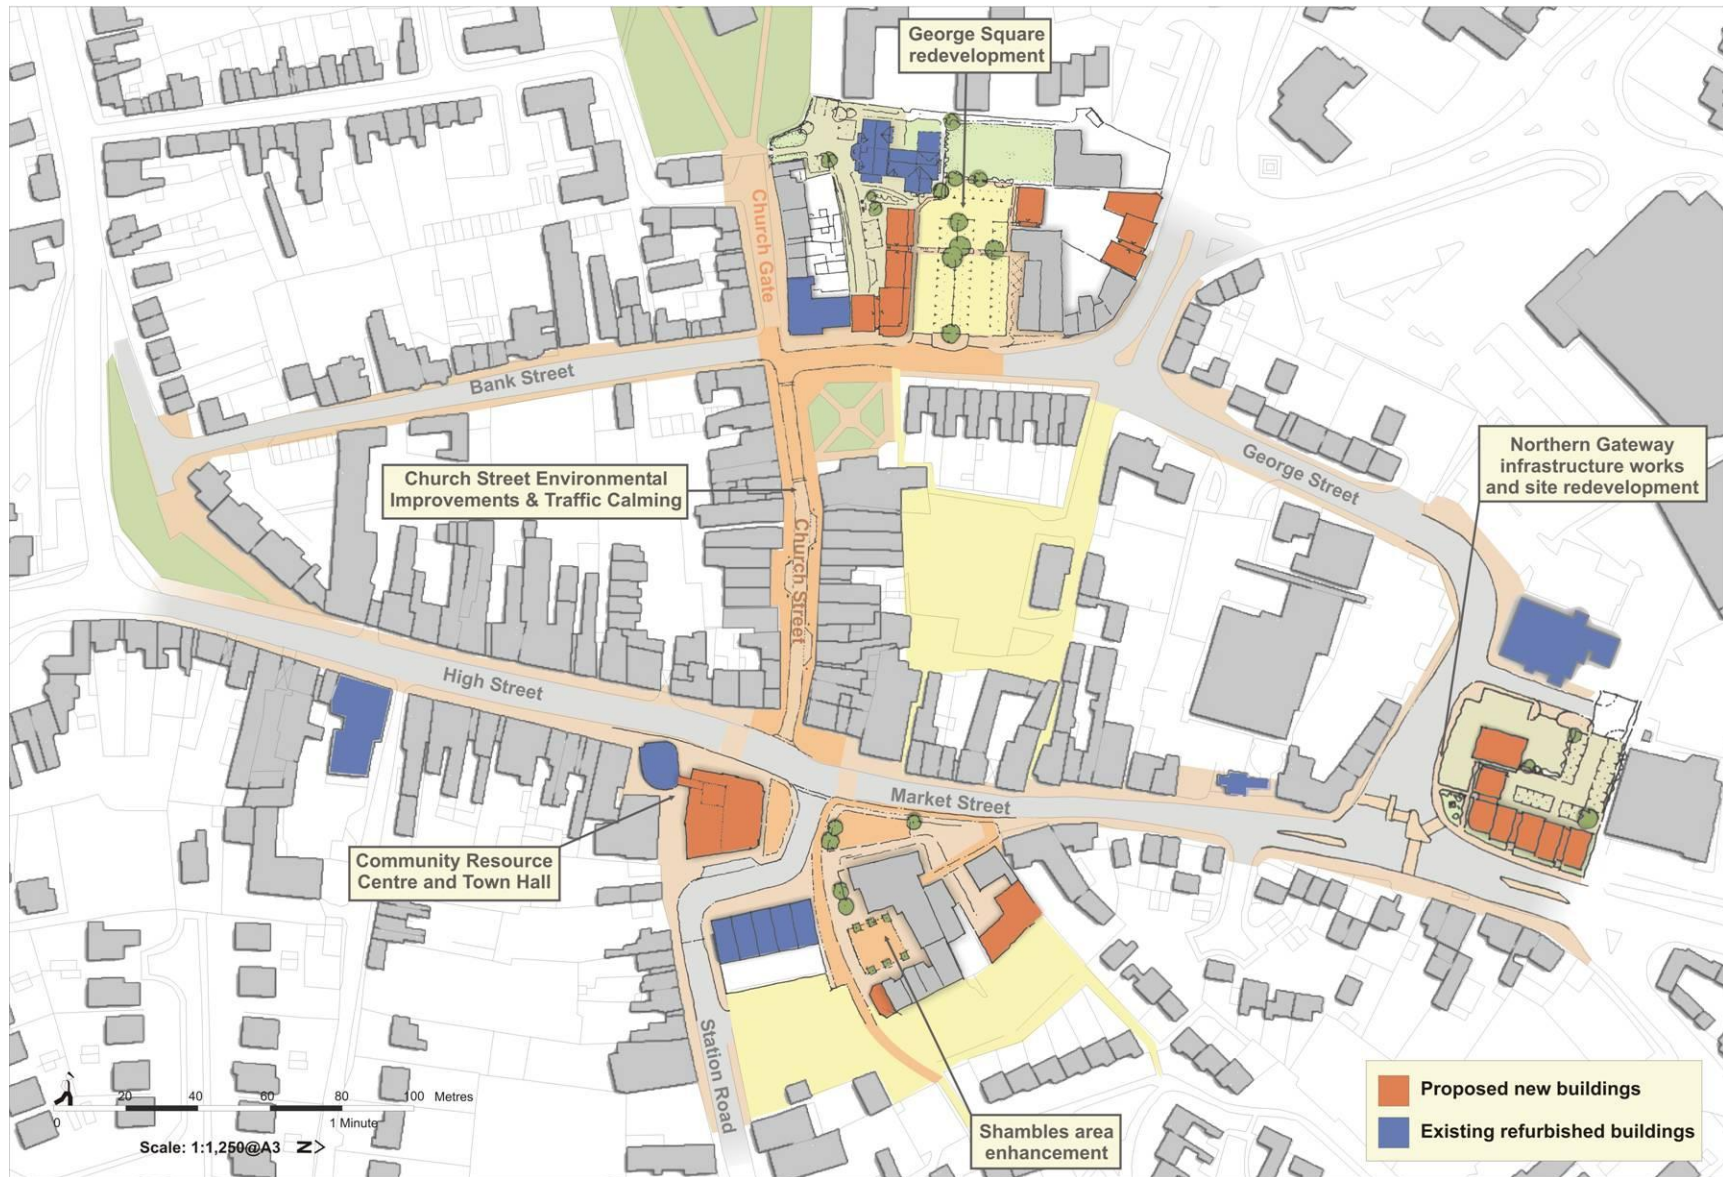 George Square
redevelopment
Church Gate
Bank Street
George Street
Northern Gateway
infrastructure works
and site redevelopment
Church Street Environmental
Improvements & Traffic Calming
Church Street
High Street
Market Street
Community Resource
Centre and Town Hall
Station Road
Shambles area
enhancement
0 20 40 60 80 100 Metres
1 Minute
Scale: 1:1,250@A3 N>
Proposed new buildings
Existing refurbished buildings